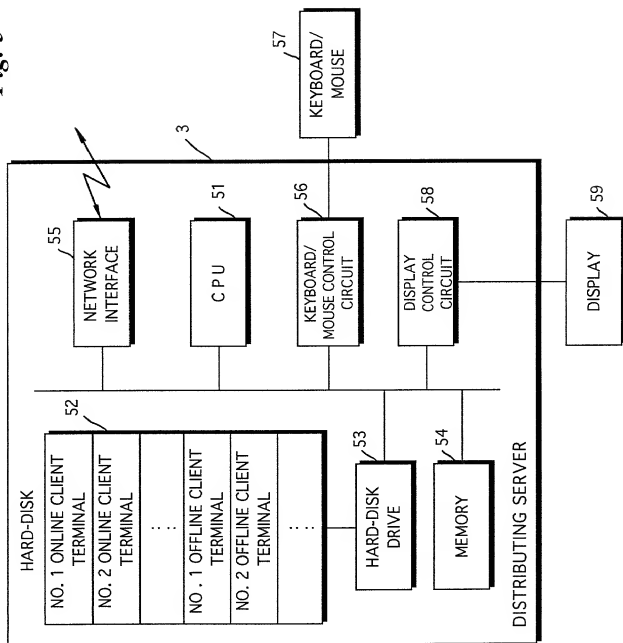 Fig. 3
HARD-DISK
52
NO. 1 ONLINE CLIENT
TERMINAL
NO. 2 ONLINE CLIENT
TERMINAL
: :
NO . 1 OFFLINE CLIENT
TERMINAL
NO. 2 OFFLINE CLIENT
TERMINAL
: :
53
HARD-DISK
DRIVE
54
MEMORY
DISTRIBUTING SERVER
55
NETWORK
INTERFACE
51
C P U
56
KEYBOARD/
MOUSE CONTROL
CIRCUIT
58
DISPLAY
CONTROL
CIRCUIT
3
57
KEYBOARD/
MOUSE
59
DISPLAY